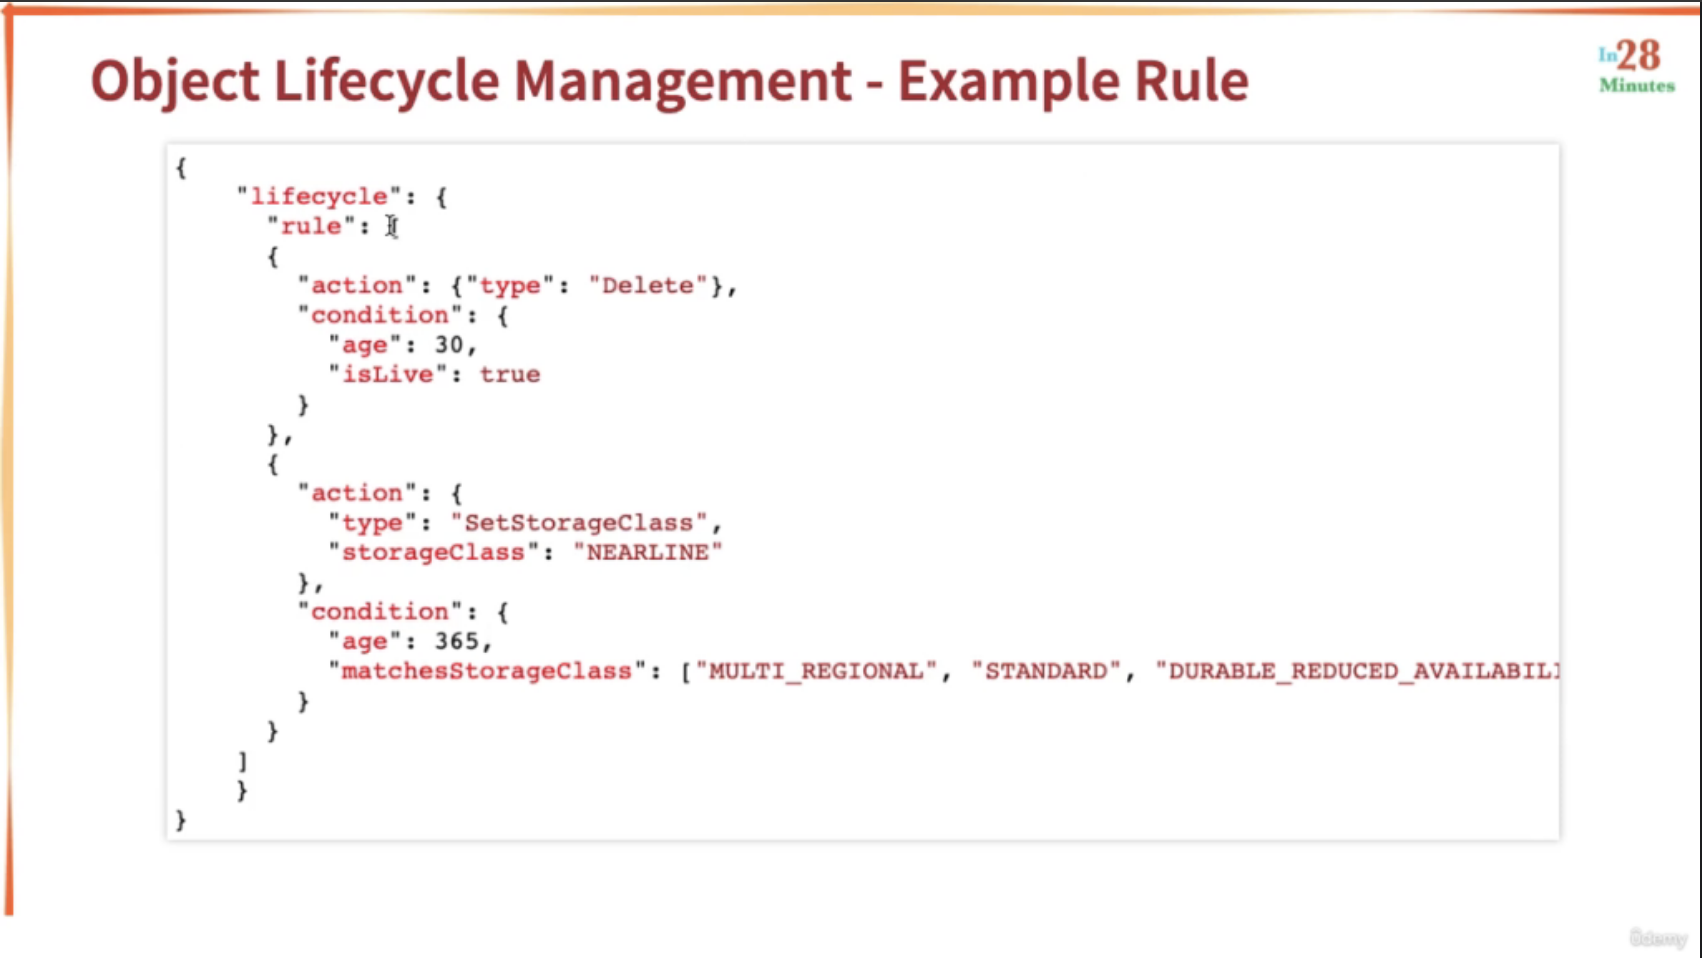 Object Lifecycle Management - Example Rule
In28
Minutes
{
"lifecycle": {
"rule": [
{
"action": {"type": "Delete"},
"condition": {
"age": 30,
"isLive": true
}
},
{
"action": {
"type": "SetStorageClass",
"storageClass": "NEARLINE"
},
"condition": {
"age": 365,
"matchesStorageClass": ["MULTI_REGIONAL", "STANDARD", "DURABLE_REDUCED_AVAILABILI
}
}
]
}
}
Udemy